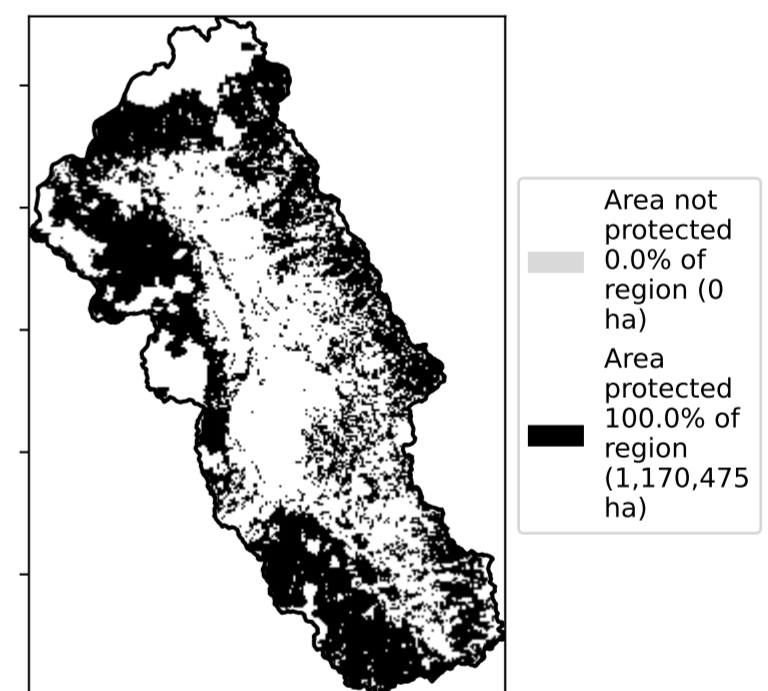 Area not
protected
0.0% of
region (0
ha)
Area
protected
100.0% of
region
(1,170,475
ha)